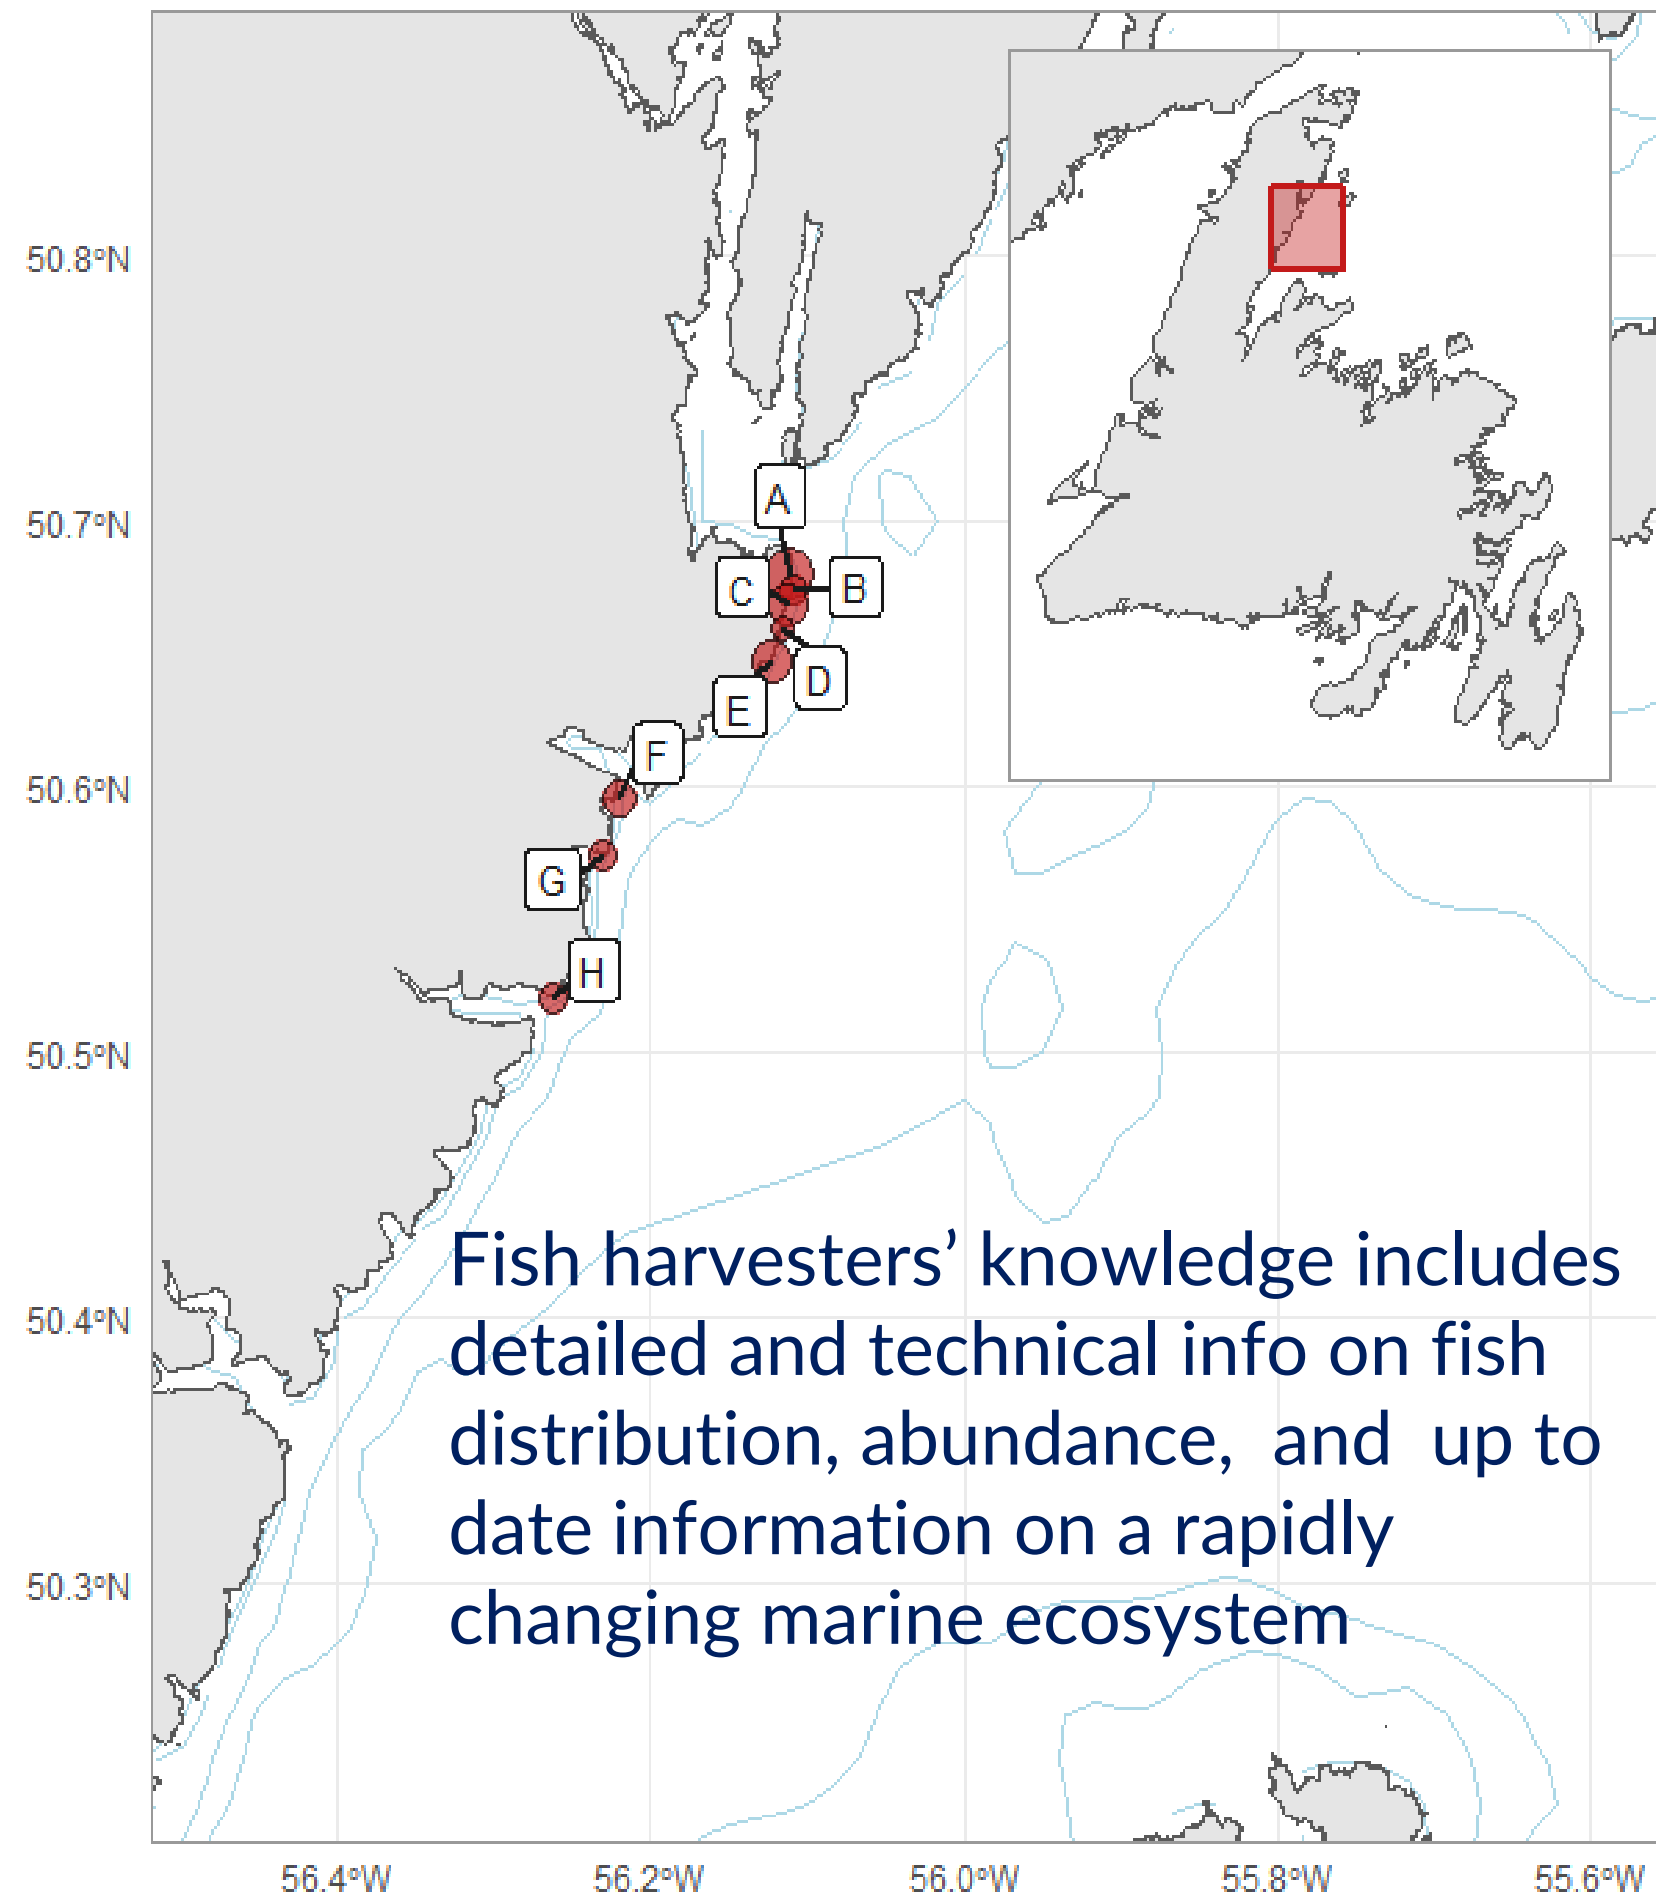 50.8°N
50.7°N
50.6°N
50.5°N
50.4°N
50.3°N
A
C
B
D
E
F
G
H
Fish harvesters’ knowledge includes
detailed and technical info on fish
distribution, abundance,  and  up to
date information on a rapidly
changing marine ecosystem
56.4°W
56.2°W
56.0°W
55.8°W
55.6°W